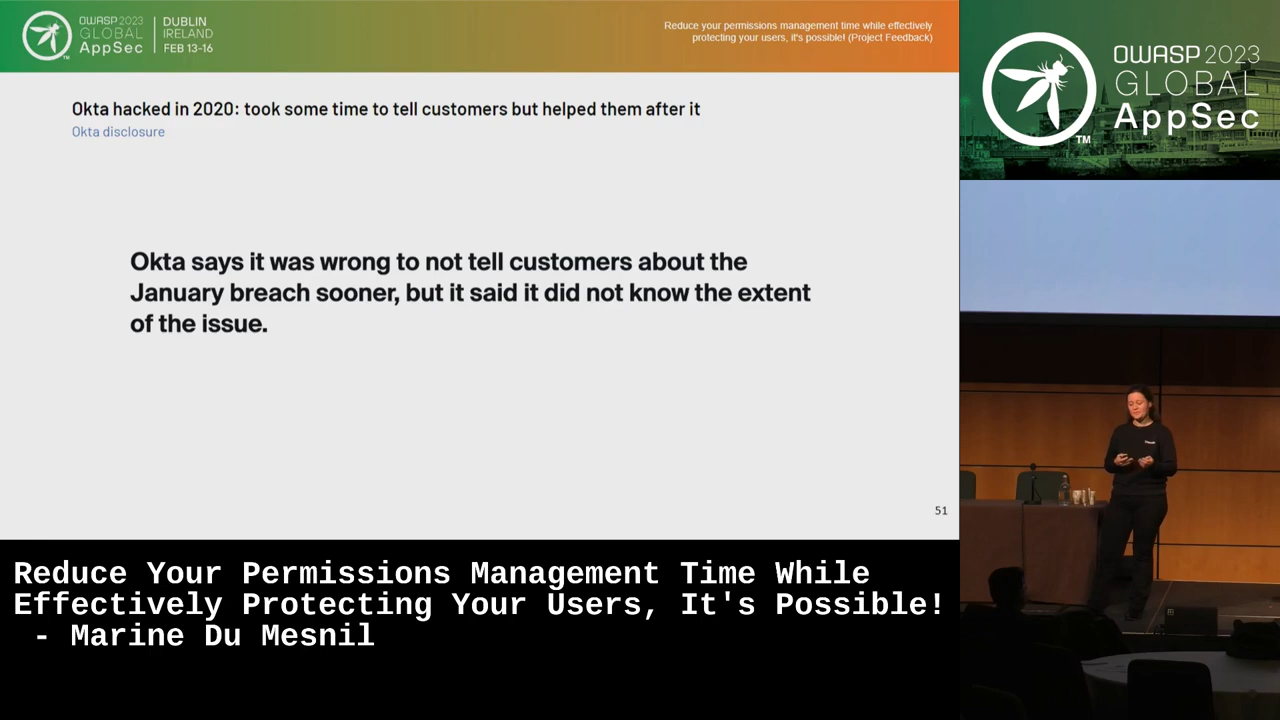 OWASP 2023
GLOBAL
AppSec
TM
DUBLIN
IRELAND
FEB 13-16
Reduce your permissions management time while effectively
protecting your users, it's possible! (Project Feedback)
Okta hacked in 2020: took some time to tell customers but helped them after it
Okta disclosure
Okta says it was wrong to not tell customers about the
January breach sooner, but it said it did not know the extent
of the issue.
51
OWASP 2023
GLOBAL
AppSec
TM
Reduce Your Permissions Management Time While
Effectively Protecting Your Users, It's Possible!
- Marine Du Mesnil